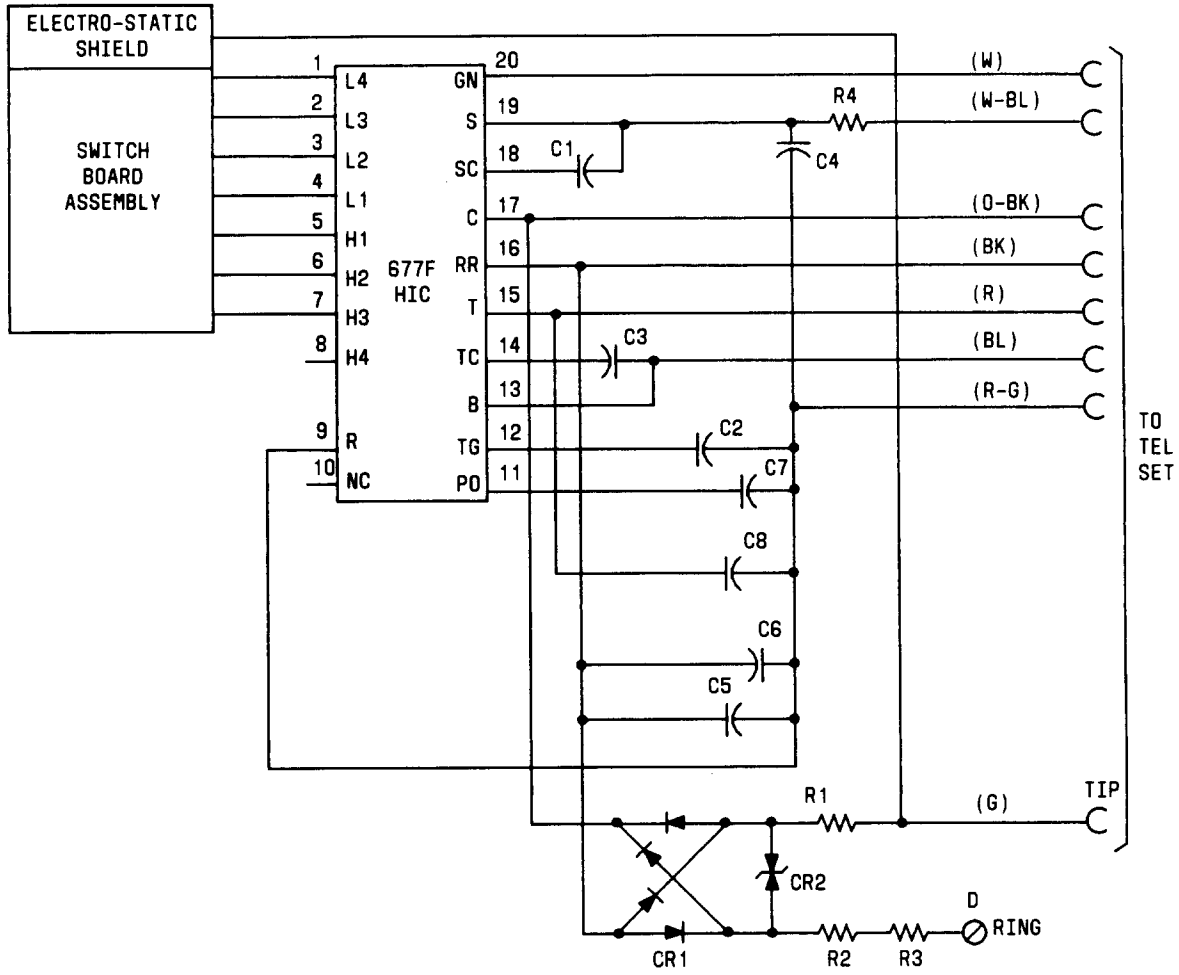 ELECTRO-STATIC
SHIELD
SWITCH
BOARD
ASSEMBLY
1
2
3
4
5
6
7
8
9
10
L4
L3
L2
L1
H1
H2
H3
H4
R
NC
677F
HIC
GN
S
SC
C
RR
T
TC
B
TG
PO
20
19
18
17
16
15
14
13
12
11
C1
C3
C2
C7
C8
C6
C5
R4
C4
(W)
(W-BL)
(O-BK)
(BK)
(R)
(BL)
(R-G)
TO
TEL
SET
R1
(G)
TIP
CR2
CR1
R2
R3
D
RING